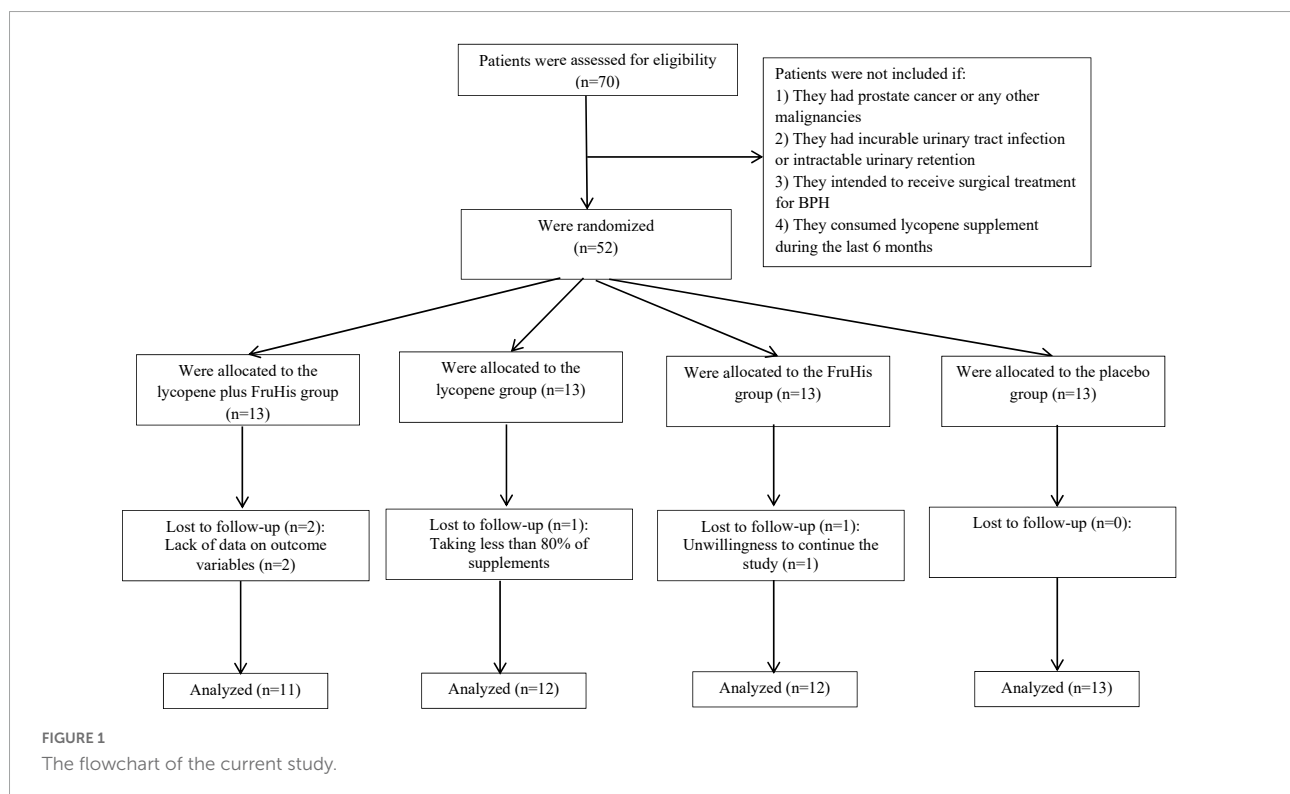 Patients were assessed for eligibility
(n=70)
Patients were not included if:
1) They had prostate cancer or any other
malignancies
2) They had incurable urinary tract infection
or intractable urinary retention
3) They intended to receive surgical treatment
for BPH
4) They consumed lycopene supplement
during the last 6 months
Were randomized
(n=52)
Were allocated to the
lycopene plus FruHis group
(n=13)
Were allocated to the
lycopene group (n=13)
Were allocated to the FruHis
group (n=13)
Were allocated to the placebo
group (n=13)
Lost to follow-up (n=2):
Lack of data on outcome
variables (n=2)
Lost to follow-up (n=1):
Taking less than 80% of
supplements
Lost to follow-up (n=1):
Unwillingness to continue the
study (n=1)
Lost to follow-up (n=0):
Analyzed (n=11)
Analyzed (n=12)
Analyzed (n=12)
Analyzed (n=13)
FIGURE 1
The flowchart of the current study.